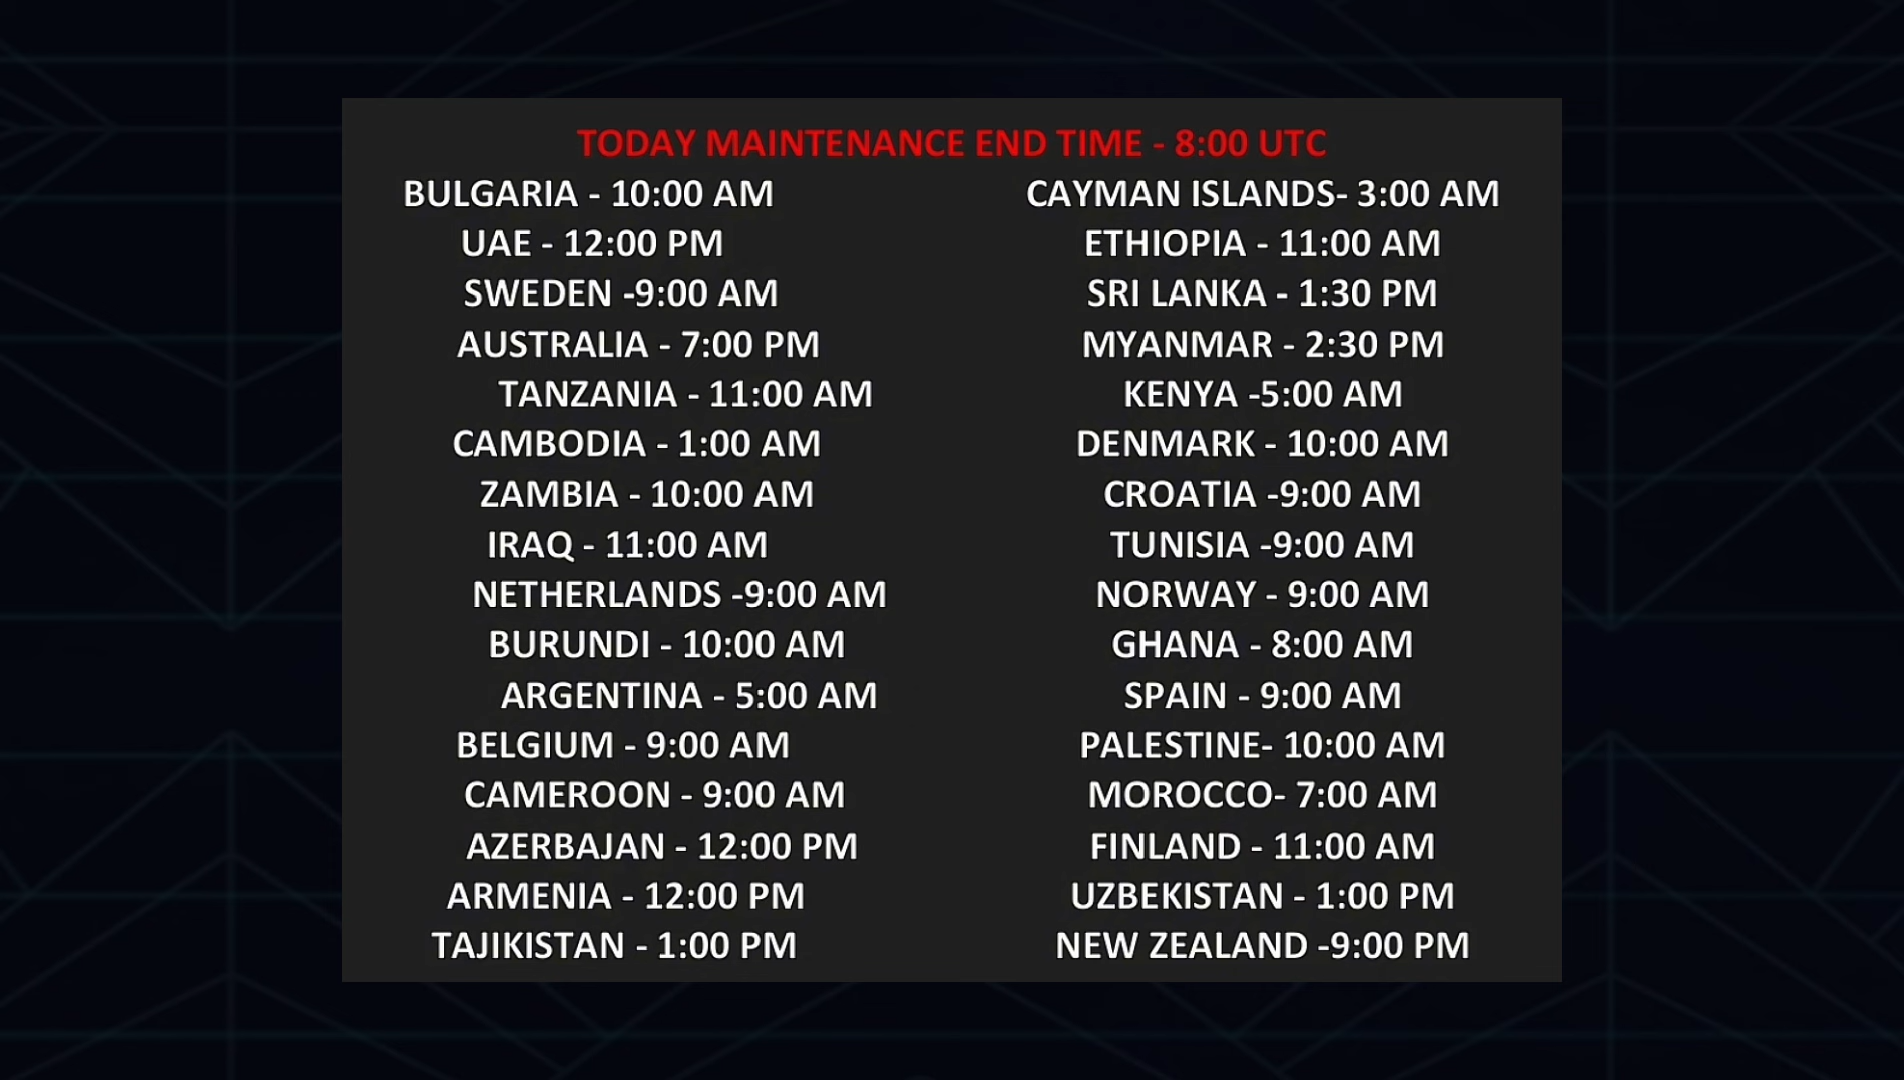 TODAY MAINTENANCE END TIME - 8:00 UTC
BULGARIA - 10:00 AM
UAE - 12:00 PM
SWEDEN -9:00 AM
AUSTRALIA - 7:00 PM
TANZANIA - 11:00 AM
CAMBODIA - 1:00 AM
ZAMBIA - 10:00 AM
IRAQ - 11:00 AM
NETHERLANDS -9:00 AM
BURUNDI - 10:00 AM
ARGENTINA - 5:00 AM
BELGIUM - 9:00 AM
CAMEROON - 9:00 AM
AZERBAJAN - 12:00 PM
ARMENIA - 12:00 PM
TAJIKISTAN - 1:00 PM
CAYMAN ISLANDS- 3:00 AM
ETHIOPIA - 11:00 AM
SRI LANKA - 1:30 PM
MYANMAR - 2:30 PM
KENYA -5:00 AM
DENMARK - 10:00 AM
CROATIA -9:00 AM
TUNISIA -9:00 AM
NORWAY - 9:00 AM
GHANA - 8:00 AM
SPAIN - 9:00 AM
PALESTINE- 10:00 AM
MOROCCO- 7:00 AM
FINLAND - 11:00 AM
UZBEKISTAN - 1:00 PM
NEW ZEALAND -9:00 PM